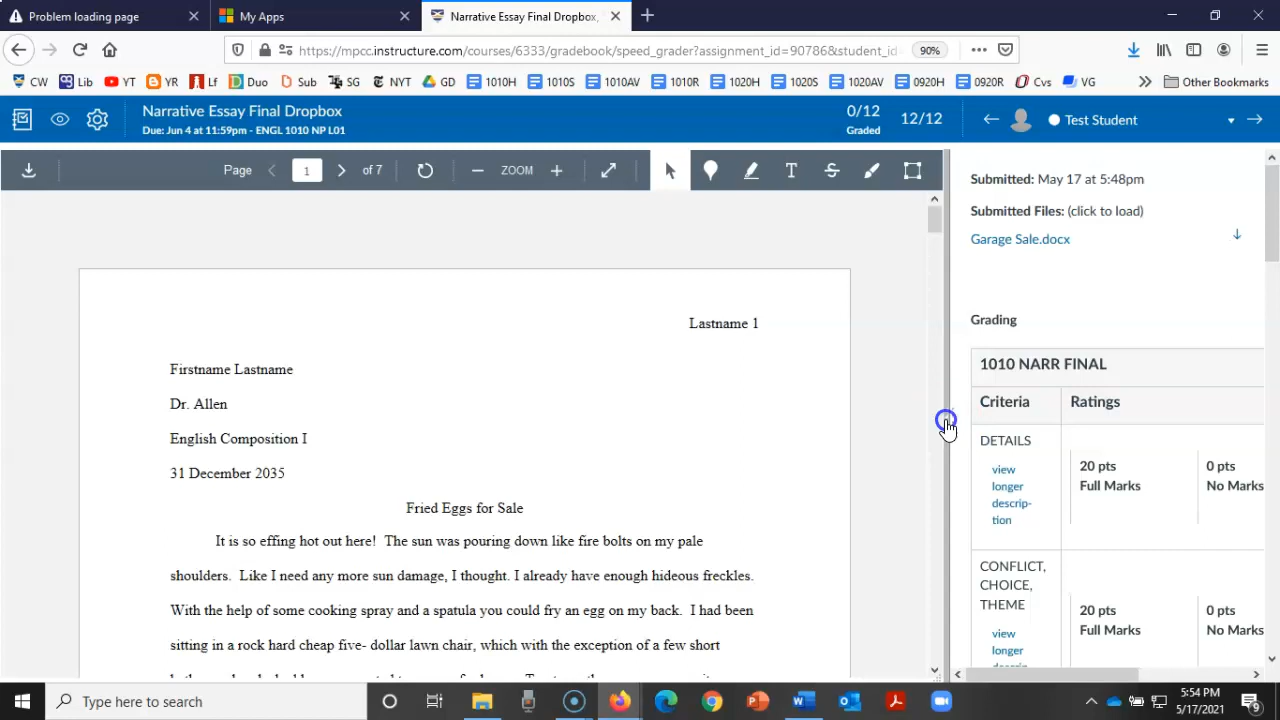 Problem loading page
My Apps
Narrative Essay Final Dropbox,
https://mpcc.instructure.com/courses/6333/gradebook/speed_grader?assignment_id=90786&student_id
90%
CW Lib YT YR Lf Duo Sub SG NYT GD 1010H 1010S 1010AV 1010R 1020H 1020S 1020AV 0920H 0920R Cvs VG Other Bookmarks
Narrative Essay Final Dropbox
Due: Jun 4 at 11:59pm - ENGL 1010 NP L01
0/12
Graded
12/12
Test Student
Page 1 of 7
ZOOM
Submitted: May 17 at 5:48pm
Submitted Files: (click to load)
Garage Sale.docx
Grading
1010 NARR FINAL
Criteria Ratings
DETAILS
view
longer
descrip-
tion
20 pts
Full Marks
0 pts
No Marks
CONFLICT,
CHOICE,
THEME
view
longer
20 pts
Full Marks
0 pts
No Marks
Lastname 1
Firstname Lastname
Dr. Allen
English Composition I
31 December 2035
Fried Eggs for Sale
It is so effing hot out here! The sun was pouring down like fire bolts on my pale
shoulders. Like I need any more sun damage, I thought. I already have enough hideous freckles.
With the help of some cooking spray and a spatula you could fry an egg on my back. I had been
sitting in a rock hard cheap five- dollar lawn chair, which with the exception of a few short
Type here to search
5:54 PM
5/17/2021
9